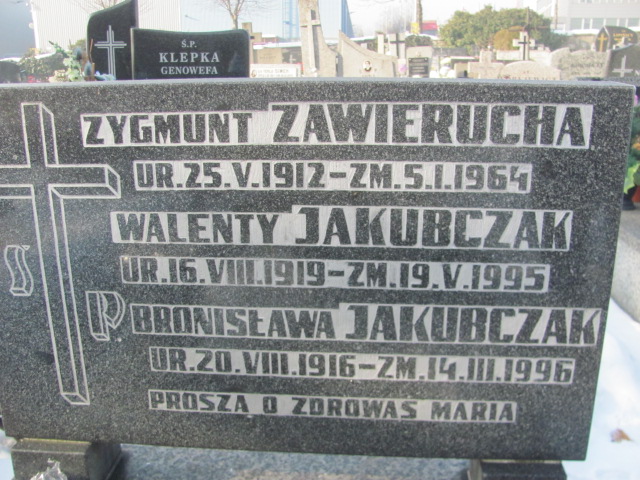 Ś.P.
KLEPKA
GENOWEFA
ZYGMUNT ZAWIERUCHA
UR.25.V.1912-ZM.5.I.1964
WALENTY JAKUBCZAK
UR.16.VIII.1919-ZM.19.V.1995
Ś P BRONISŁAWA JAKUBCZAK
UR.20.VIII.1916-ZM.14.III.1996
PROSZĄ O ZDROWAŚ MARIA